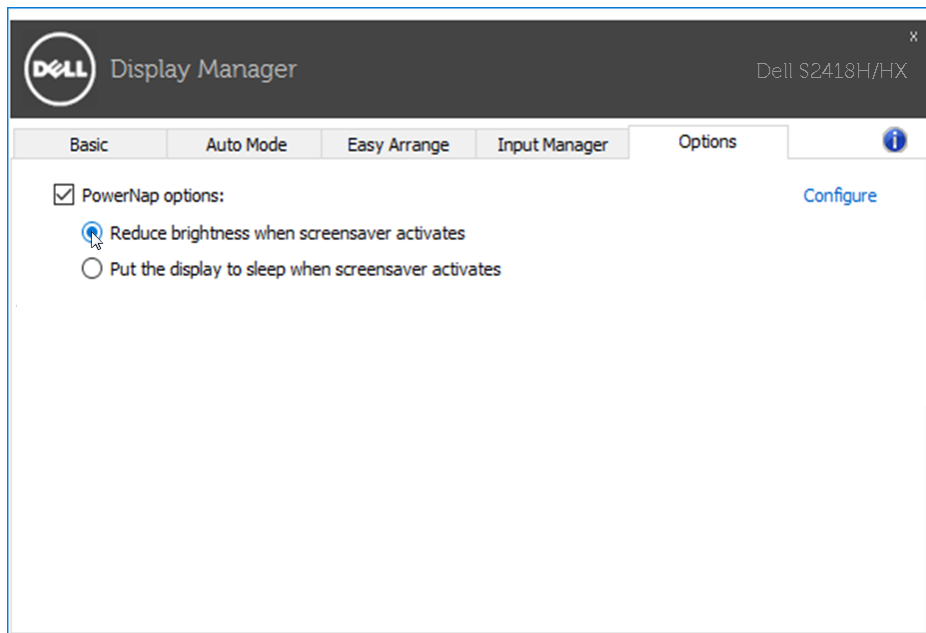 x
DELL Display Manager
Dell S2418H/HX
Basic Auto Mode Easy Arrange Input Manager Options i
PowerNap options: Configure
Reduce brightness when screensaver activates
Put the display to sleep when screensaver activates